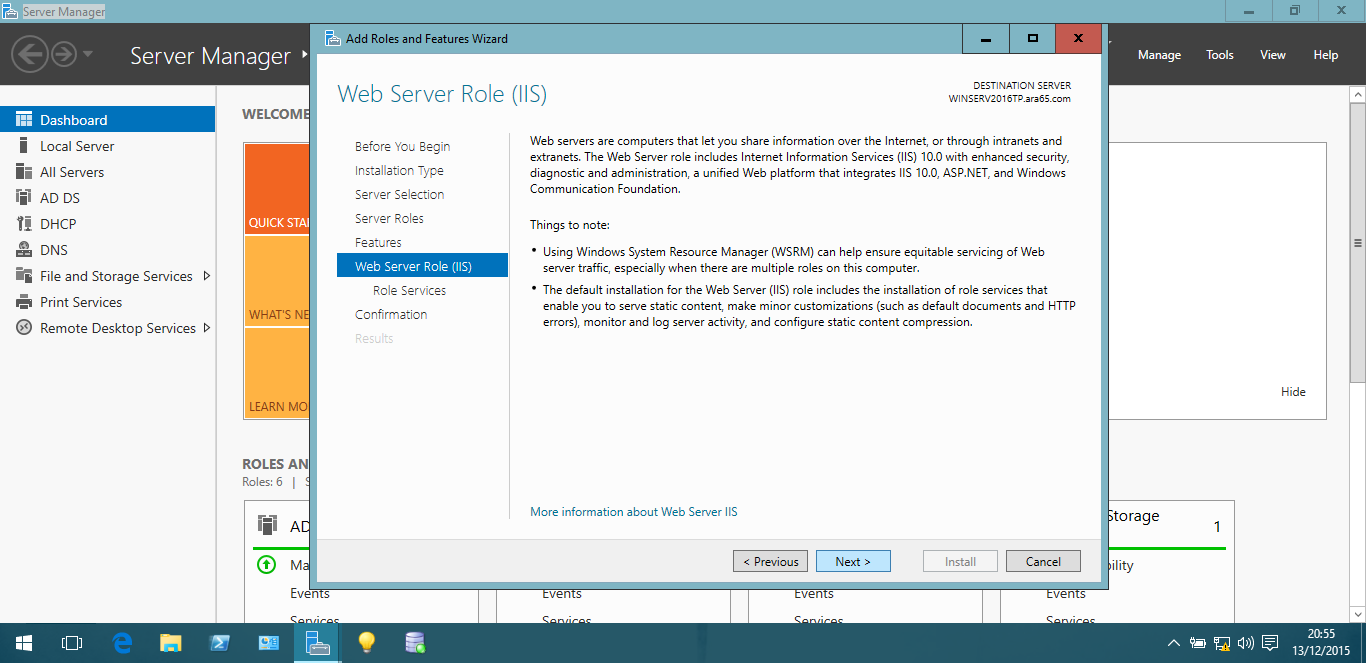 Server Manager
Add Roles and Features Wizard
Server Manager
Manage
Tools
View
Help
Dashboard
Local Server
All Servers
AD DS
DHCP
DNS
File and Storage Services
Print Services
Remote Desktop Services
WELCOME
QUICK STA
WHAT'S NE
LEARN MO
Hide
ROLES AN
Roles: 6 |
AD
Ma
Events
Services
Events
Services
Events
Services
Storage
1
bility
Events
Services
Web Server Role (IIS)
DESTINATION SERVER
WINSERV2016TP.ara65.com
Before You Begin
Installation Type
Server Selection
Server Roles
Features
Web Server Role (IIS)
Role Services
Confirmation
Results
Web servers are computers that let you share information over the Internet, or through intranets and
extranets. The Web Server role includes Internet Information Services (IIS) 10.0 with enhanced security,
diagnostic and administration, a unified Web platform that integrates IIS 10.0, ASP.NET, and Windows
Communication Foundation.
Things to note:
• Using Windows System Resource Manager (WSRM) can help ensure equitable servicing of Web
server traffic, especially when there are multiple roles on this computer.
• The default installation for the Web Server (IIS) role includes the installation of role services that
enable you to serve static content, make minor customizations (such as default documents and HTTP
errors), monitor and log server activity, and configure static content compression.
More information about Web Server IIS
< Previous
Next >
Install
Cancel
20:55
13/12/2015